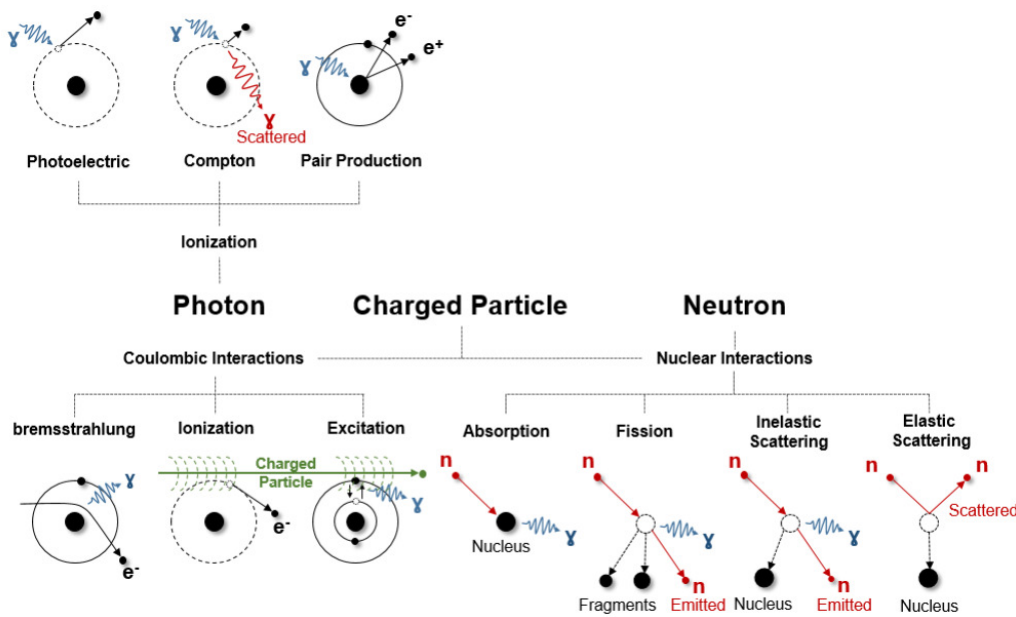 ɣ
ɣ
e-
e+
ɣ
ɣ
Scattered
Photoelectric
Compton
Pair Production
Ionization
Photon
Charged Particle
Neutron
Coulombic Interactions
Nuclear Interactions
bremsstrahlung
Ionization
Excitation
Absorption
Fission
Inelastic
Scattering
Elastic
Scattering
Charged
Particle
ɣ
e-
e-
ɣ
n
Nucleus
ɣ
n
ɣ
Fragments
n
Emitted
n
ɣ
Nucleus
n
Emitted
n
n
Scattered
Nucleus